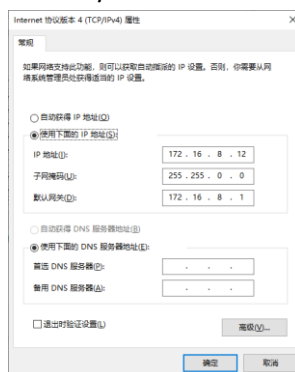 Internet 协议版本 4 (TCP/IPv4) 属性
常规
如果网络支持此功能，则可以获取自动指派的 IP 设置。否则，你需要从网
络系统管理员处获得适当的 IP 设置。
自动获得 IP 地址(O)
使用下面的 IP 地址(S):
IP 地址(I): 172 . 16 . 8 . 12
子网掩码(U): 255 . 255 . 0 . 0
默认网关(D): 172 . 16 . 8 . 1
自动获得 DNS 服务器地址(B)
使用下面的 DNS 服务器地址(E):
首选 DNS 服务器(P): . . .
备用 DNS 服务器(A): . . .
退出时验证设置(L)
高级(V)...
确定 取消